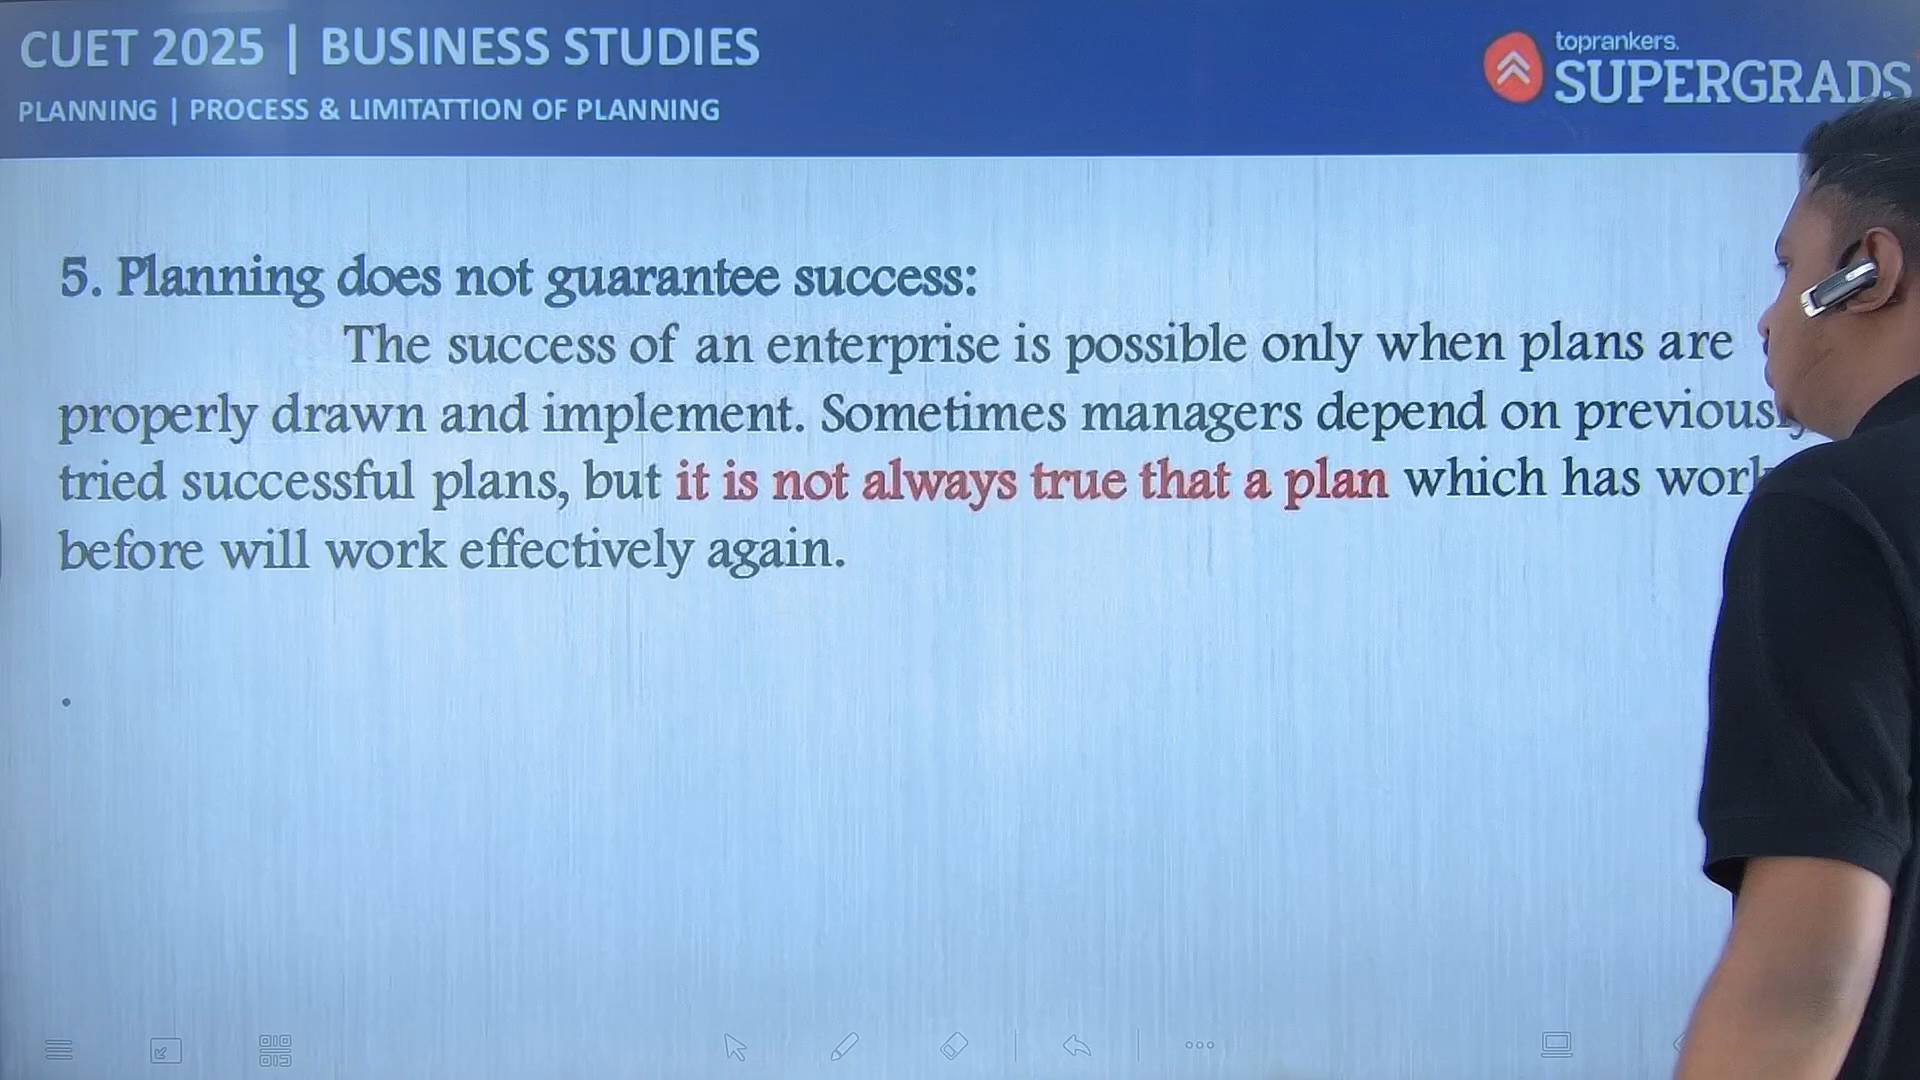 CUET 2025 | BUSINESS STUDIES
PLANNING | PROCESS & LIMITATTION OF PLANNING
toprankers.
SUPERGRADS
5. Planning does not guarantee success:
The success of an enterprise is possible only when plans are
properly drawn and implement. Sometimes managers depend on previously
tried successful plans, but it is not always true that a plan which has
before will work effectively again.